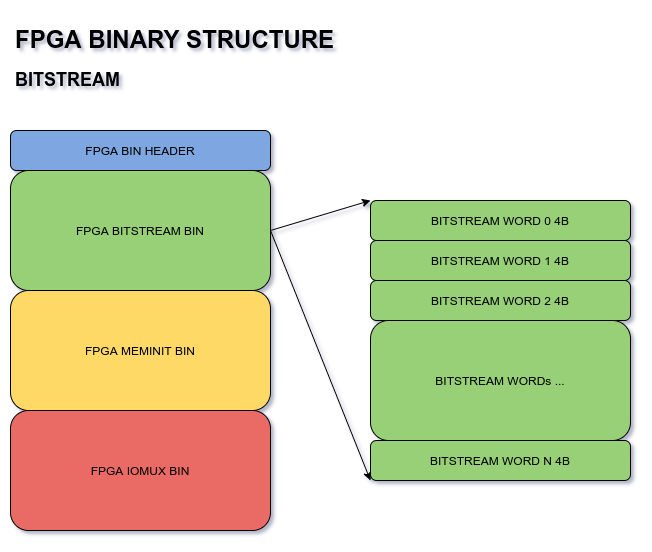 FPGA BINARY STRUCTURE
BITSTREAM
FPGA BIN HEADER
FPGA BITSTREAM BIN
FPGA MEMINIT BIN
FPGA IOMUX BIN
BITSTREAM WORD 0 4B
BITSTREAM WORD 1 4B
BITSTREAM WORD 2 4B
BITSTREAM WORDs ...
BITSTREAM WORD N 4B